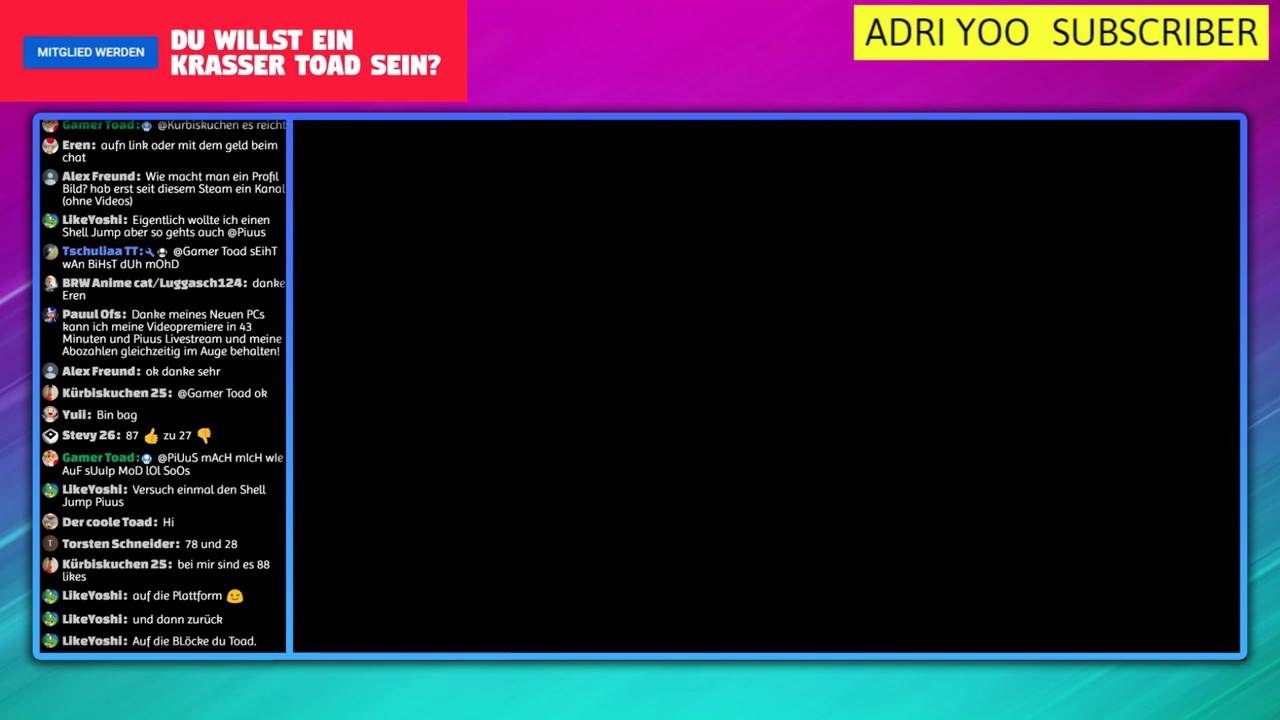 MITGLIED WERDEN
DU WILLST EIN
KRASSER TOAD SEIN?
ADRI YOO SUBSCRIBER
Gamer Toad: @Kürbiskuchen es reicht
Eren: aufn link oder mit dem geld beim
chat
Alex Freund: Wie macht man ein Profil
Bild? hab erst seit diesem Steam ein Kanal
(ohne Videos)
LikeYoshi: Eigentlich wollte ich einen
Shell Jump aber so gehts auch @Piuus
Tschuliaa TT: @Gamer Toad sEihT
wAn BiHsT dUh mOhD
BRW Anime cat/Luggasch124: danke
Eren
Pauul Ofs: Danke meines Neuen PCs
kann ich meine Videopremiere in 43
Minuten und Piuus Livestream und meine
Abozahlen gleichzeitig im Auge behalten!
Alex Freund: ok danke sehr
Kürbiskuchen 25: @Gamer Toad ok
Yuii: Bin bag
Stevy 26: 87 👍 zu 27 👎
Gamer Toad: @PiUuS mAcH mIcH wIe
AuF sUuIp MoD lOl SoOs
LikeYoshi: Versuch einmal den Shell
Jump Piuus
Der coole Toad: Hi
T
Torsten Schneider: 78 und 28
Kürbiskuchen 25: bei mir sind es 88
likes
LikeYoshi: auf die Plattform 😉
LikeYoshi: und dann zurück
LikeYoshi: Auf die BLöcke du Toad.